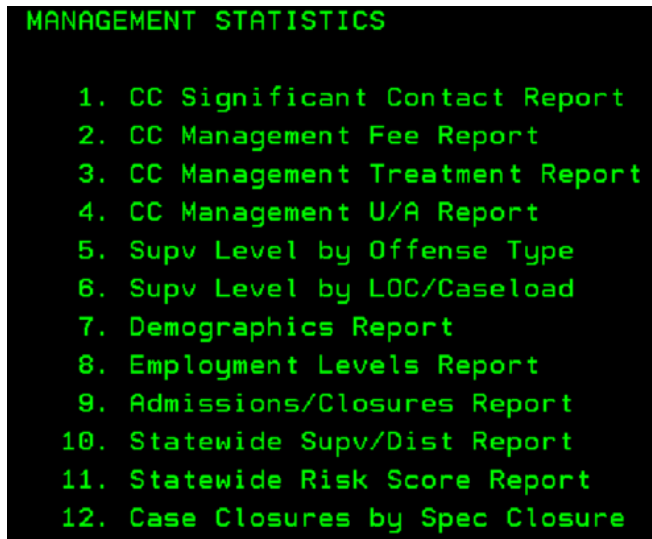 MANAGEMENT STATISTICS
1. CC Significant Contact Report
2. CC Management Fee Report
3. CC Management Treatment Report
4. CC Management U/A Report
5. Supv Level by Offense Type
6. Supv Level by LOC/Caseload
7. Demographics Report
8. Employment Levels Report
9. Admissions/Closures Report
10. Statewide Supv/Dist Report
11. Statewide Risk Score Report
12. Case Closures by Spec Closure